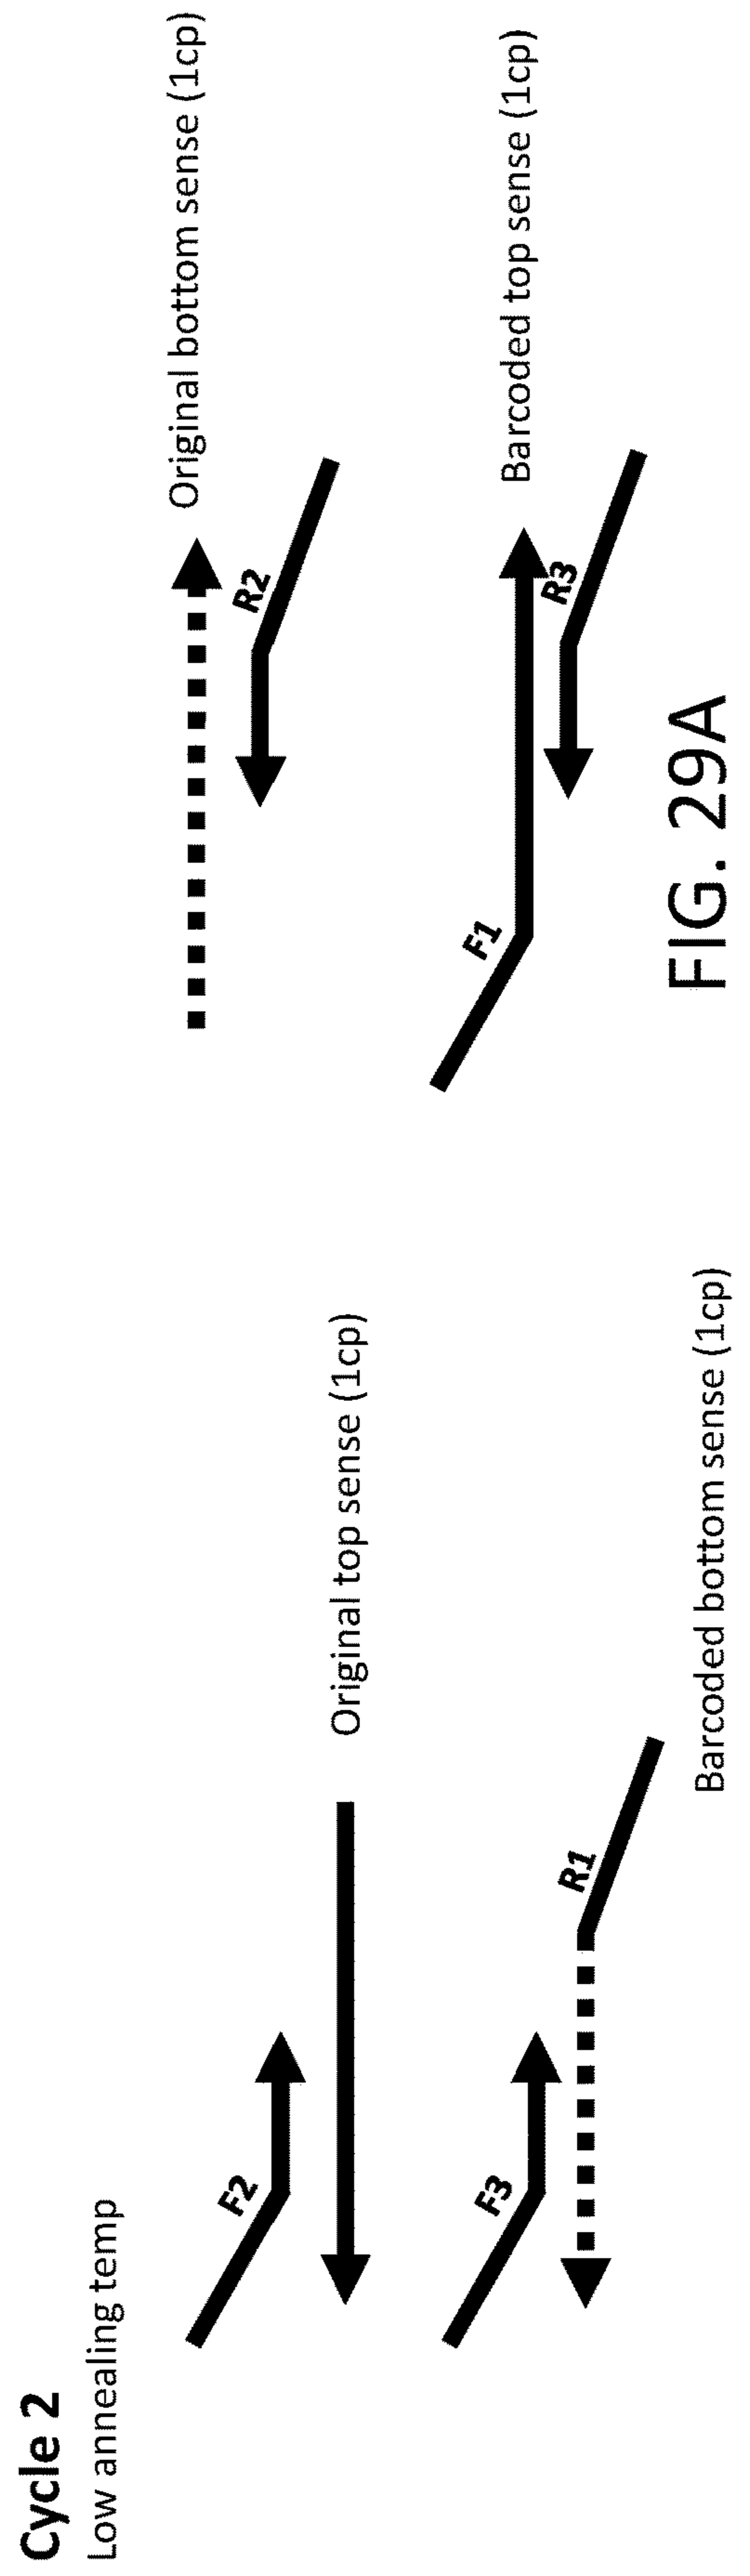 Cycle 2
Low annealing temp
F2
Original top sense (1cp)
F3
R1
Barcoded bottom sense (1cp)
Original bottom sense (1cp)
R2
F1
Barcoded top sense (1cp)
R3
FIG. 29A